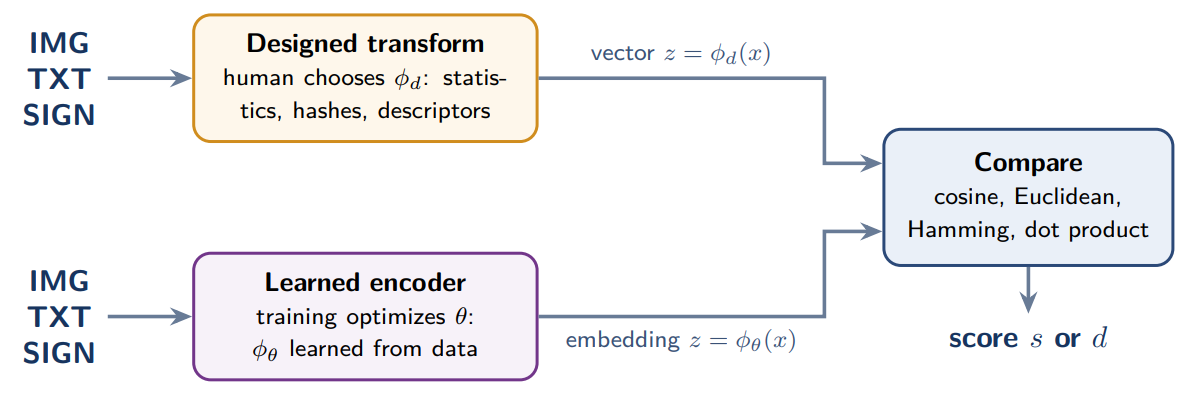 IMG
TXT
SIGN
Designed transform
human chooses ϕ_d: statis-
tics, hashes, descriptors
vector z = ϕ_d(x)
Compare
cosine, Euclidean,
Hamming, dot product
IMG
TXT
SIGN
Learned encoder
training optimizes θ:
ϕ_θ learned from data
embedding z = ϕ_θ(x)
score s or d